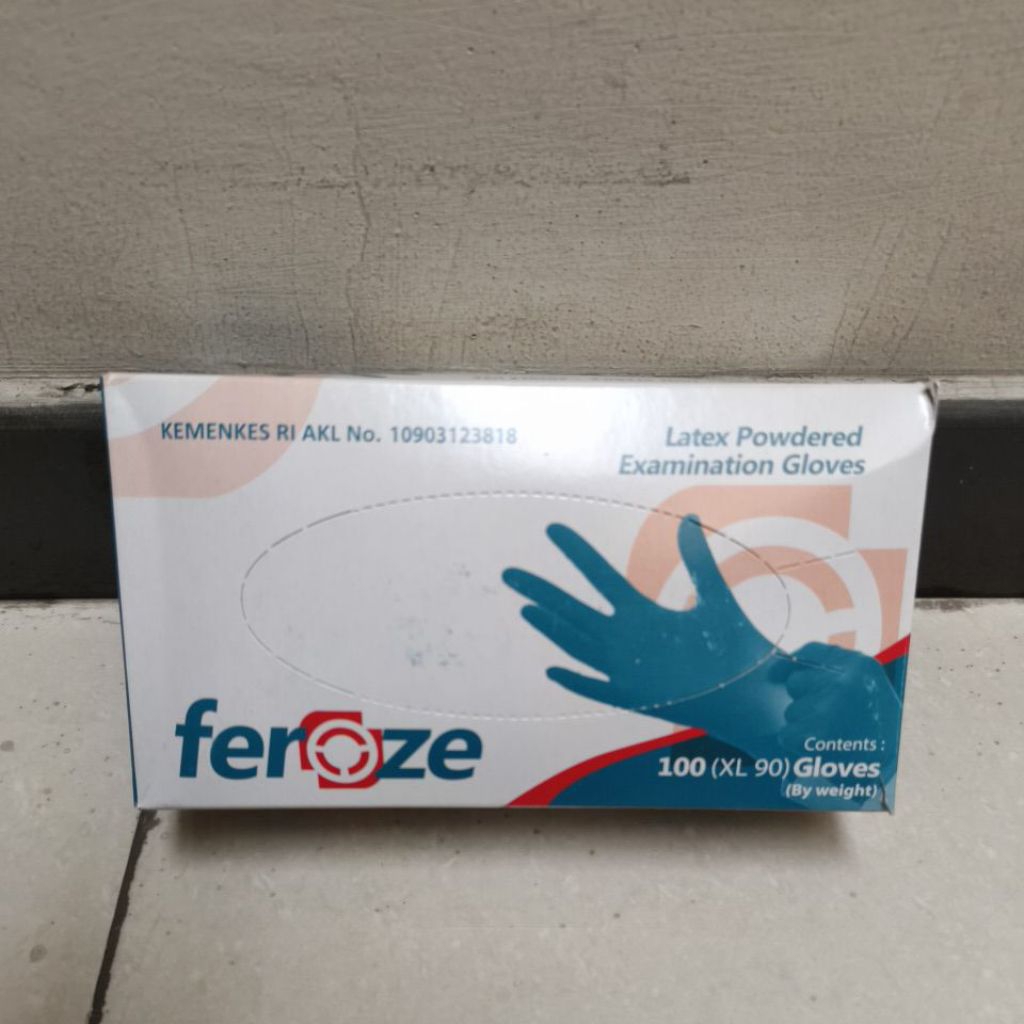 KEMENKES RI AKL No. 10903123818
Latex Powdered
Examination Gloves
feroze
Contents :
100 (XL 90) Gloves
(By weight)